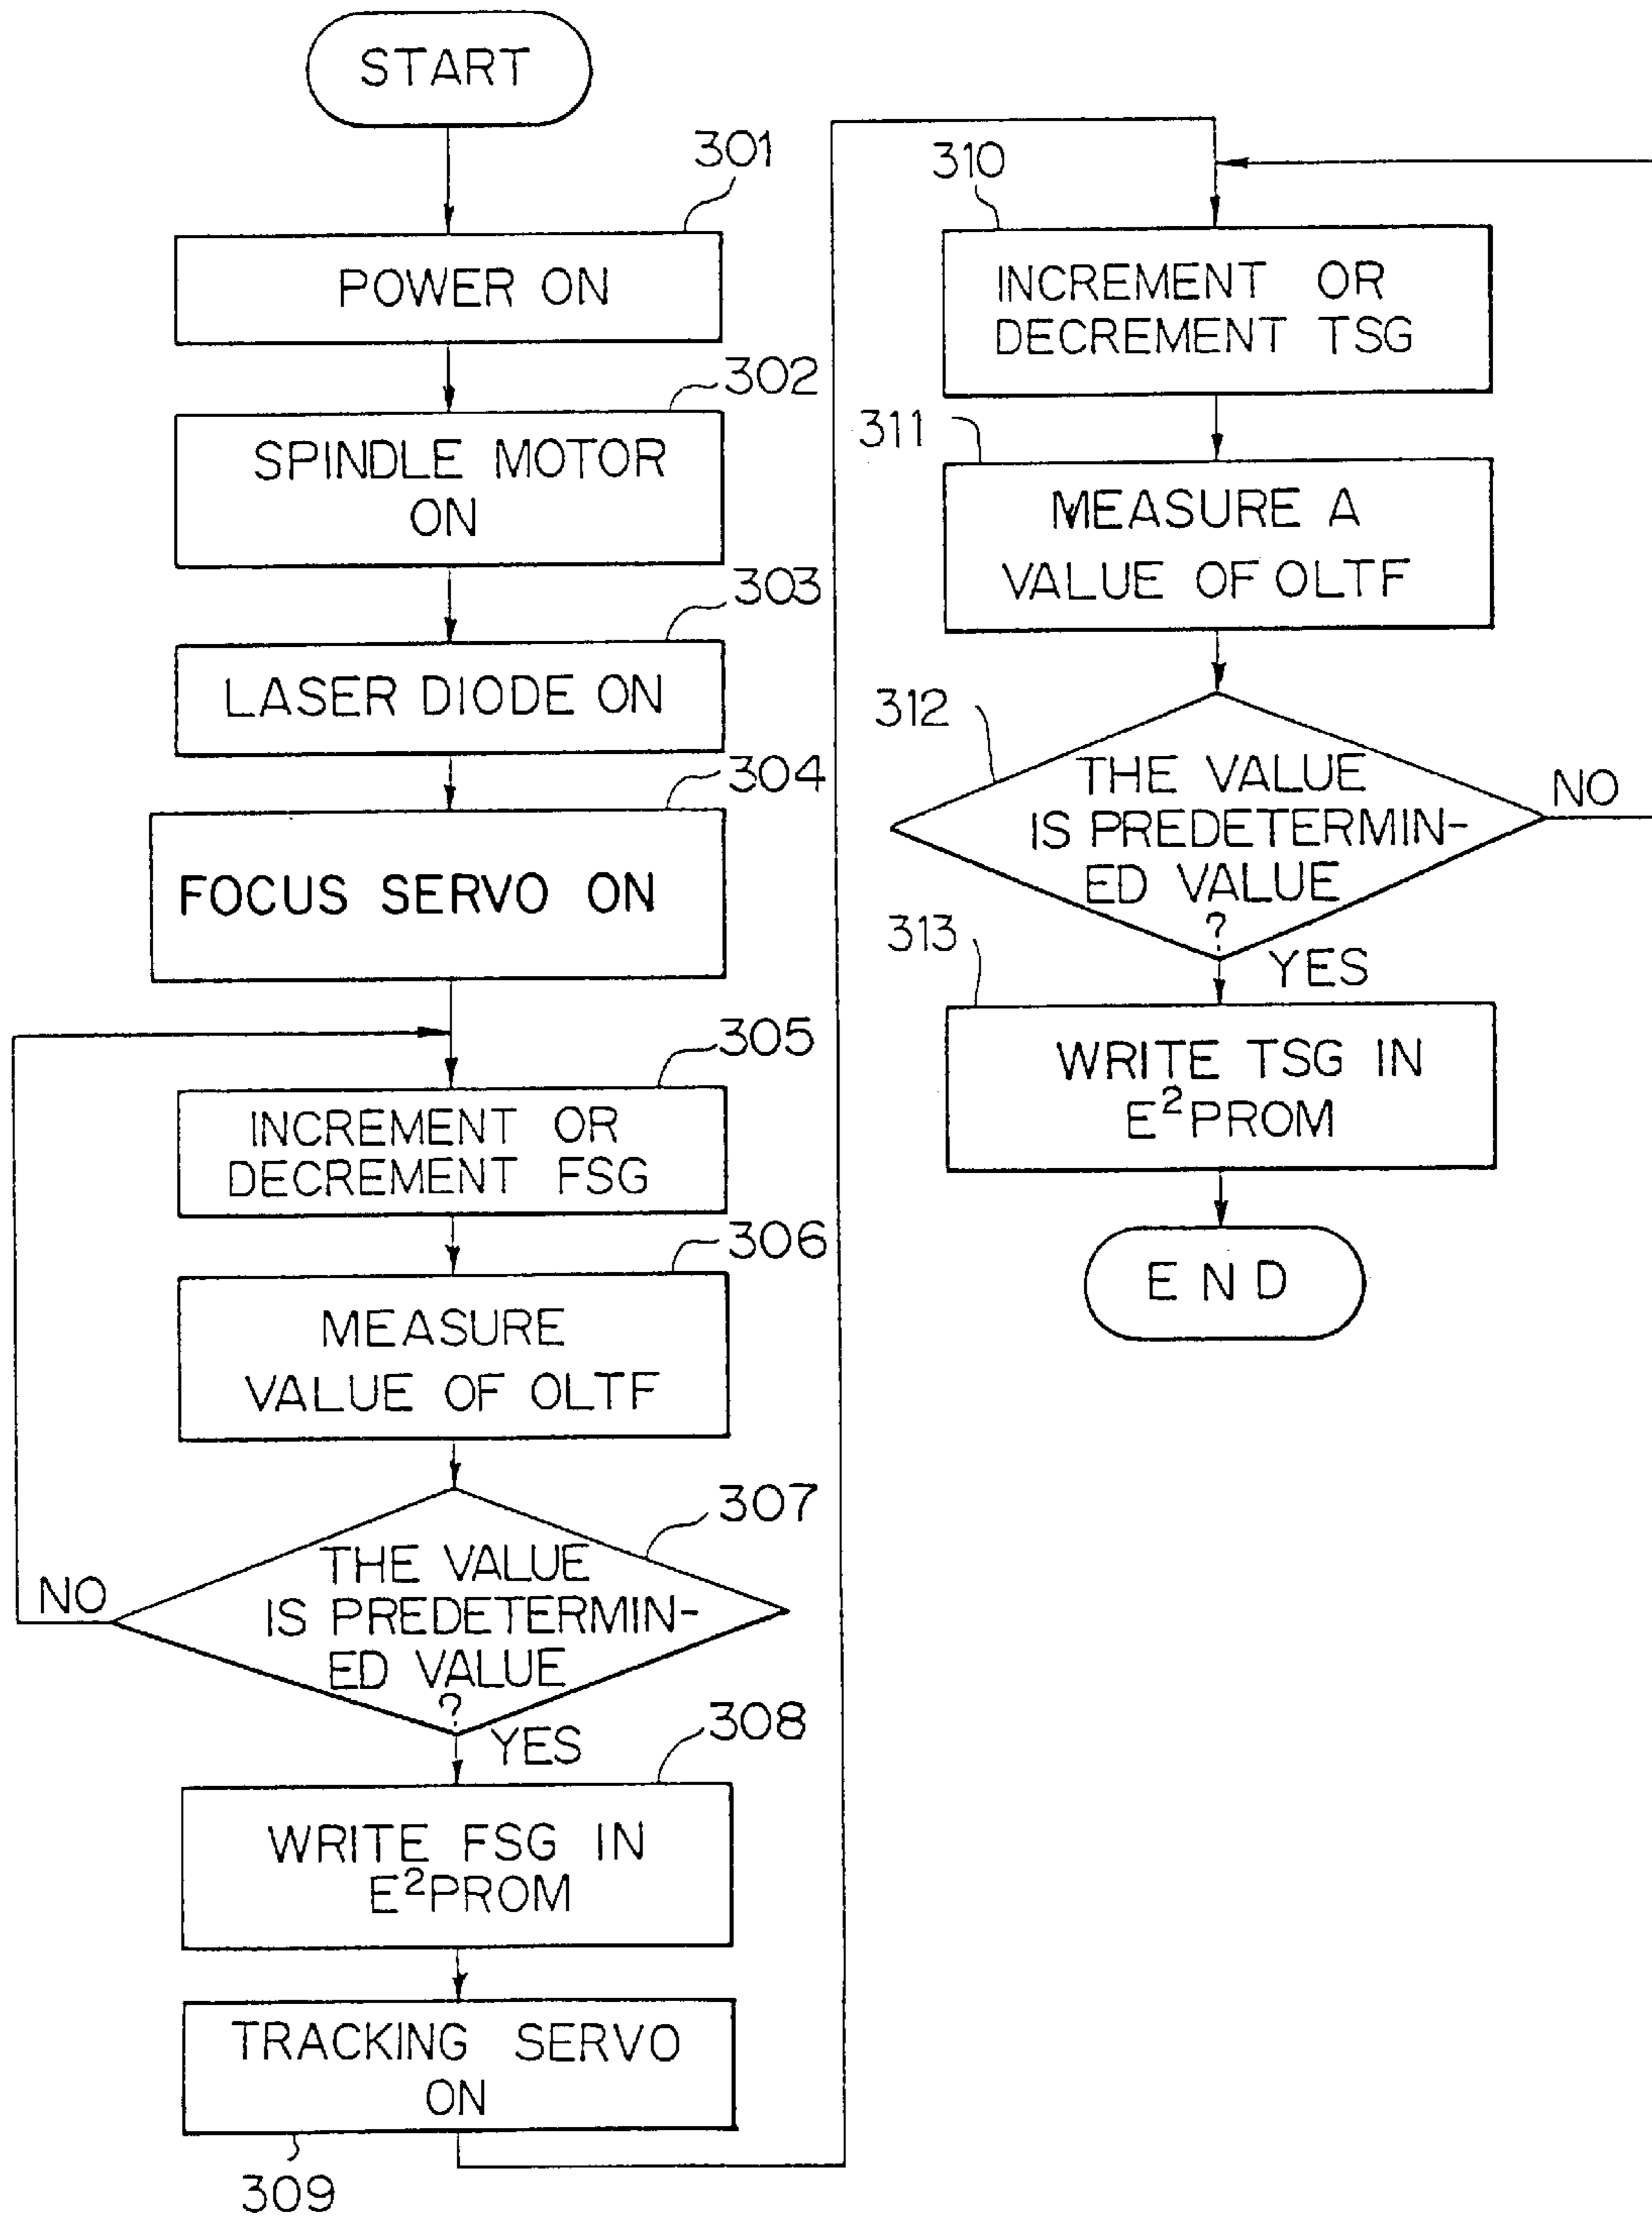 START
301
POWER ON
302
SPINDLE MOTOR
ON
303
LASER DIODE ON
304
FOCUS SERVO ON
305
INCREMENT OR
DECREMENT FSG
306
MEASURE
VALUE OF OLTF
307
THE VALUE
IS PREDETERMIN-
ED VALUE
?
NO
YES
308
WRITE FSG IN
E²PROM
TRACKING SERVO
ON
309
310
INCREMENT OR
DECREMENT TSG
311
MEASURE A
VALUE OF OLTF
312
THE VALUE
IS PREDETERMIN-
ED VALUE
?
NO
YES
313
WRITE TSG IN
E²PROM
END